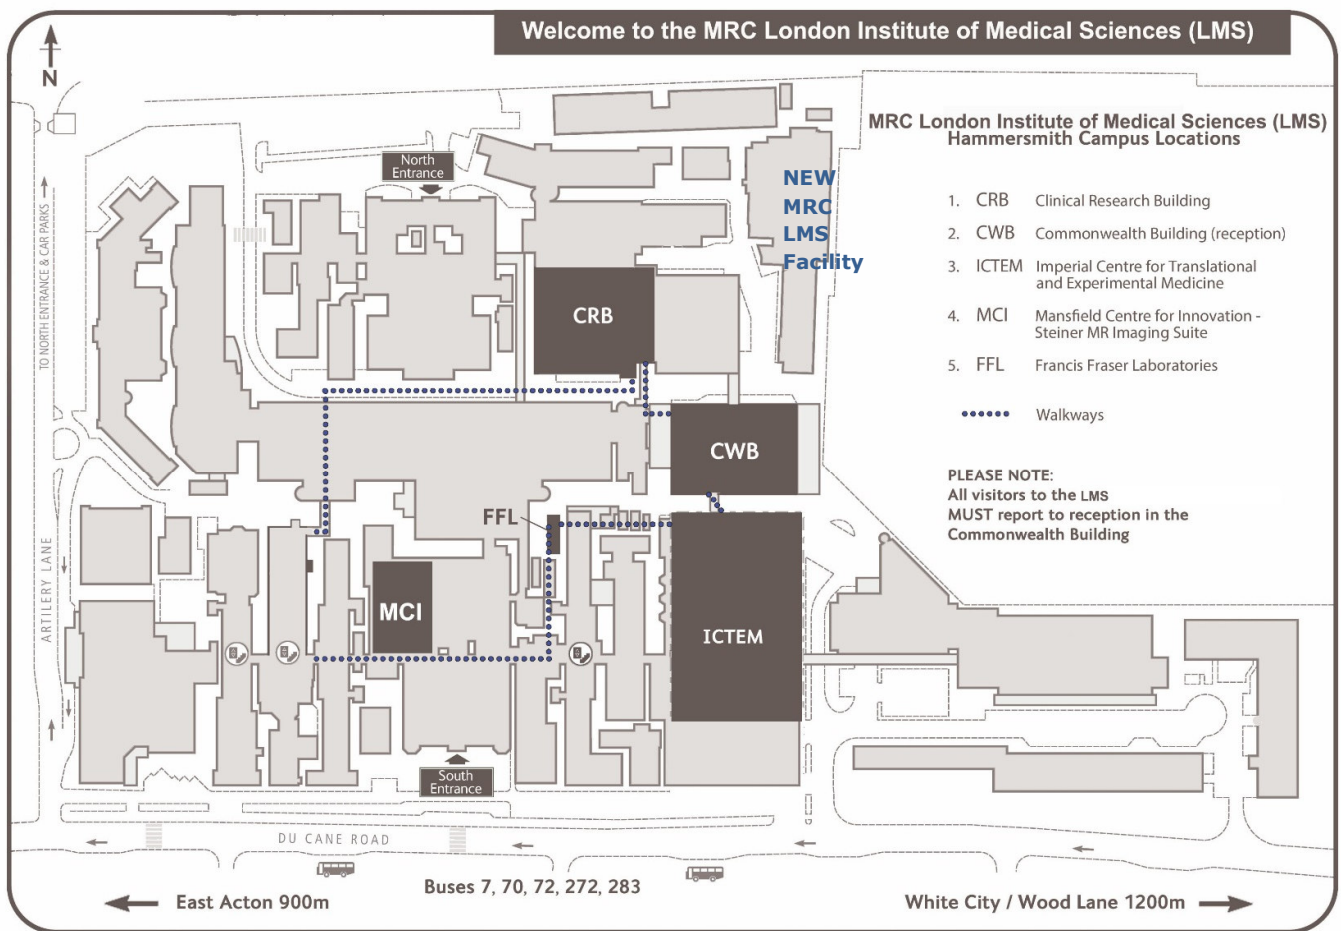 Welcome to the MRC London Institute of Medical Sciences (LMS)
N
MRC London Institute of Medical Sciences (LMS)
Hammersmith Campus Locations
1. CRB Clinical Research Building
2. CWB Commonwealth Building (reception)
3. ICTEM Imperial Centre for Translational
and Experimental Medicine
4. MCI Mansfield Centre for Innovation -
Steiner MR Imaging Suite
5. FFL Francis Fraser Laboratories
Walkways
PLEASE NOTE:
All visitors to the LMS
MUST report to reception in the
Commonwealth Building
North
Entrance
NEW
MRC
LMS
Facility
TO NORTH ENTRANCE & CAR PARKS
CRB
CWB
FFL
MCI
ICTEM
ARTILERY LANE
South
Entrance
DU CANE ROAD
Buses 7, 70, 72, 272, 283
East Acton 900m
White City / Wood Lane 1200m